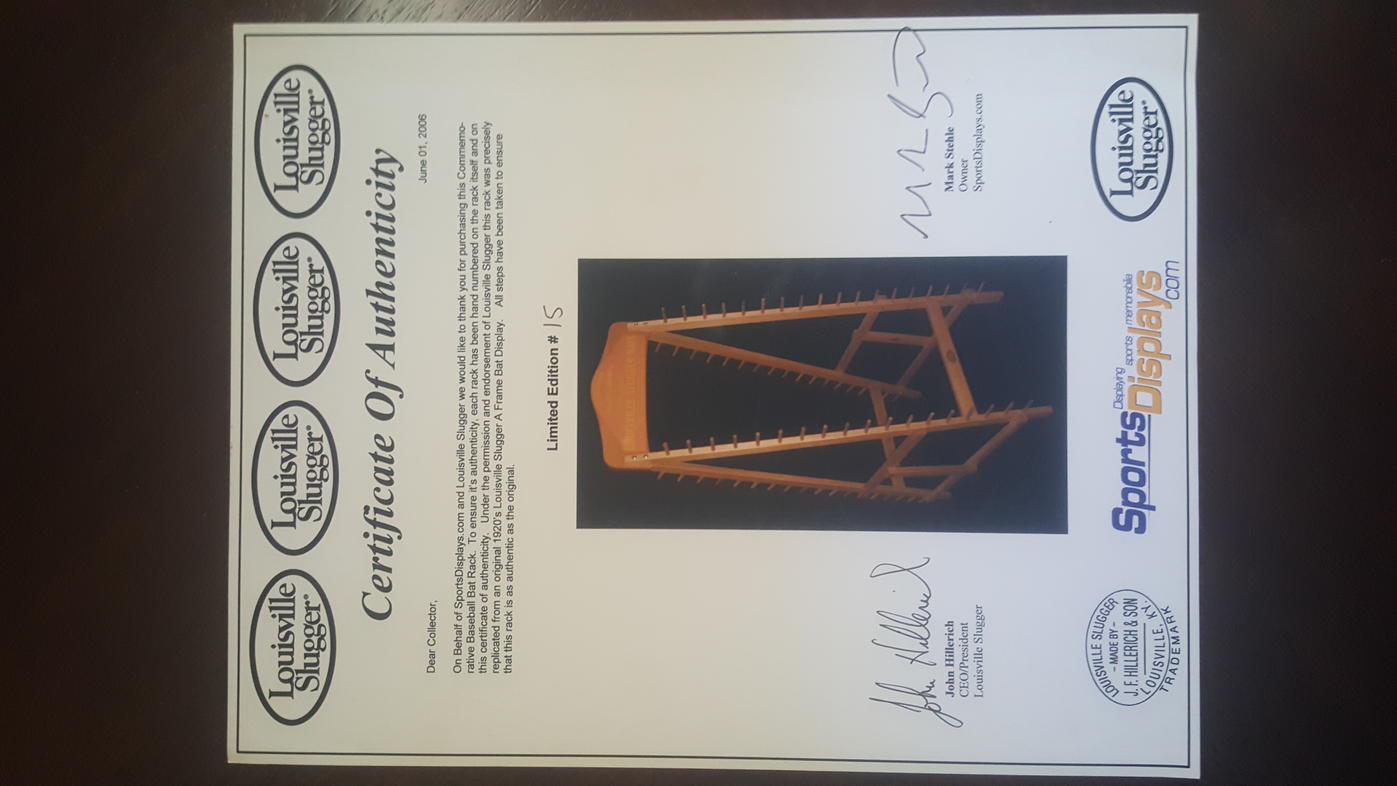 Louisville
Slugger®
Louisville
Slugger®
Louisville
Slugger®
Louisville
Slugger®
Certificate Of Authenticity
June 01, 2006
Dear Collector,
On Behalf of SportsDisplays.com and Louisville Slugger we would like to thank you for purchasing this Commemo-
rative Baseball Bat Rack. To ensure it's authenticity, each rack has been hand numbered on the rack itself and on
this certificate of authenticity. Under the permission and endorsement of Louisville Slugger this rack was precisely
replicated from an original 1920's Louisville Slugger A Frame Bat Display. All steps have been taken to ensure
that this rack is as authentic as the original.
Limited Edition # 15
John Hillerich
John Hillerich
CEO/President
Louisville Slugger
Mark Stehle
Owner
SportsDisplays.com
LOUISVILLE SLUGGER
- MADE BY -
J.F. HILLERICH & SON
LOUISVILLE, KY.
TRADEMARK
Displaying sports memorabilia
SportsDisplays
com
Louisville
Slugger®